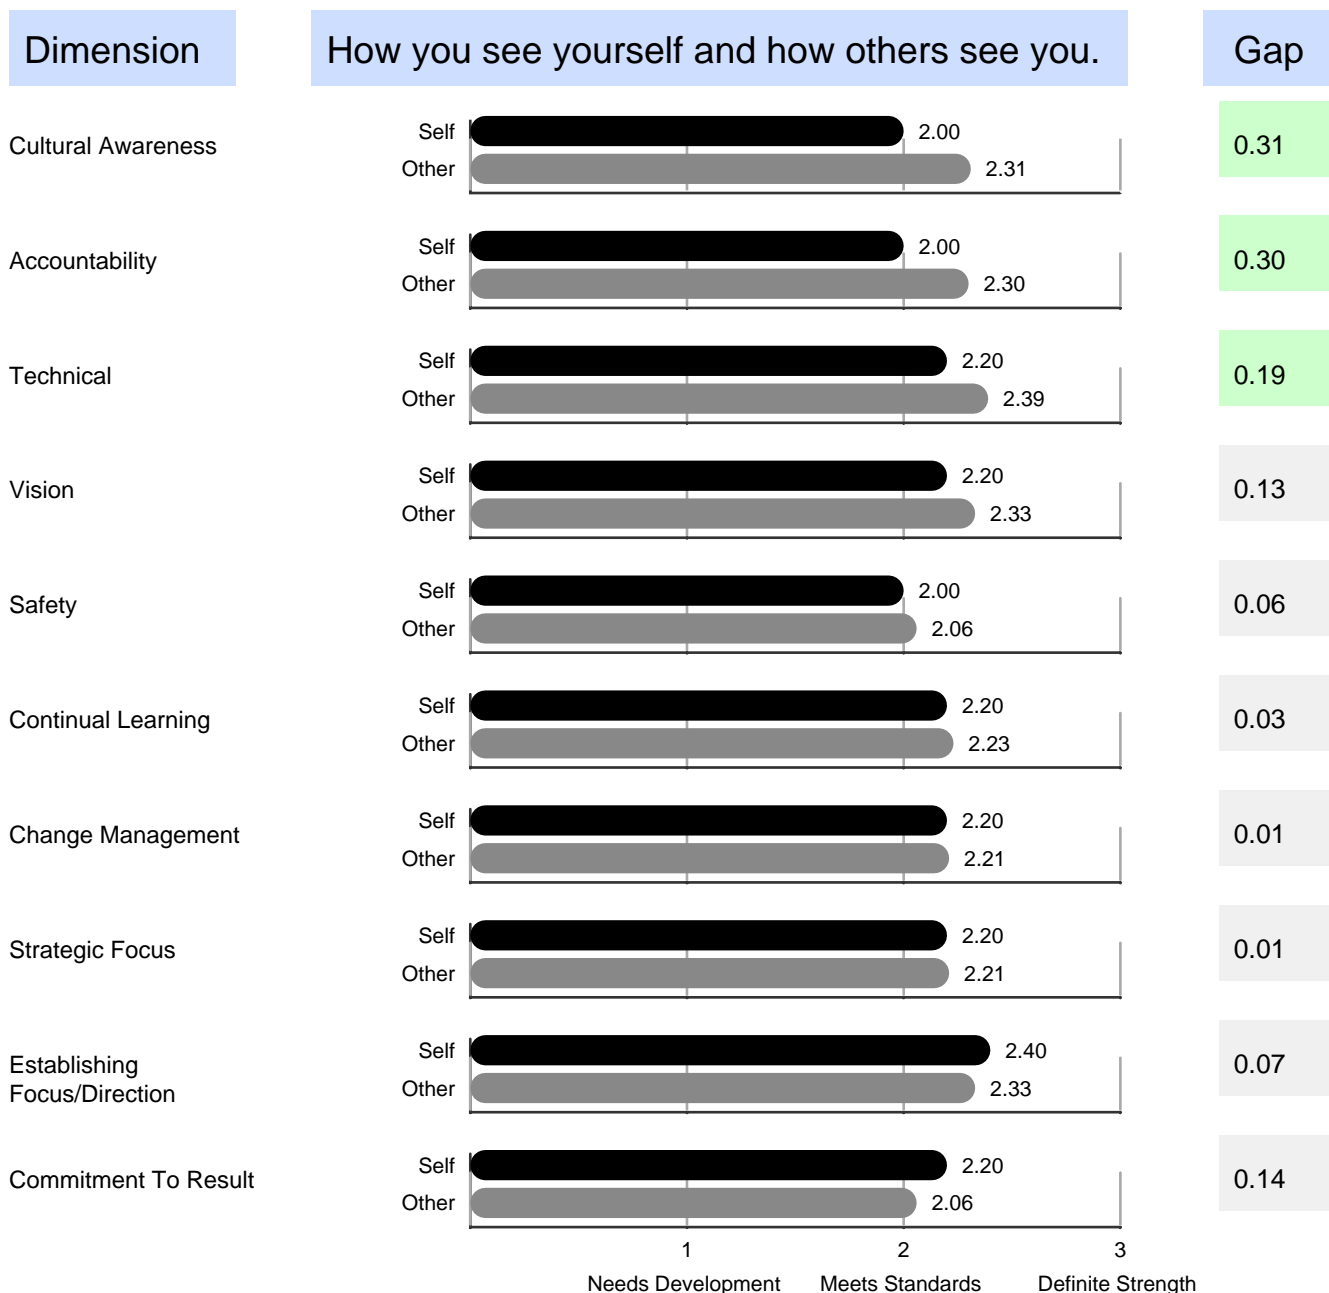 Dimension How you see yourself and how others see you. Gap
Cultural Awareness
Self 2.00
Other 2.31
0.31
Accountability
Self 2.00
Other 2.30
0.30
Technical
Self 2.20
Other 2.39
0.19
Vision
Self 2.20
Other 2.33
0.13
Safety
Self 2.00
Other 2.06
0.06
Continual Learning
Self 2.20
Other 2.23
0.03
Change Management
Self 2.20
Other 2.21
0.01
Strategic Focus
Self 2.20
Other 2.21
0.01
Establishing
Focus/Direction
Self 2.40
Other 2.33
0.07
Commitment To Result
Self 2.20
Other 2.06
0.14
1 2 3
Needs Development Meets Standards Definite Strength